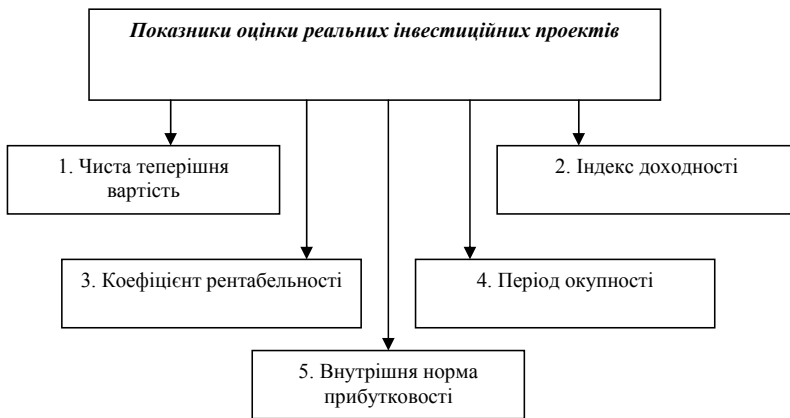 Показники оцінки реальних інвестиційних проектів
1. Чиста теперішня
вартість
2. Індекс доходності
3. Коефіцієнт рентабельності
4. Період окупності
5. Внутрішня норма
прибутковості